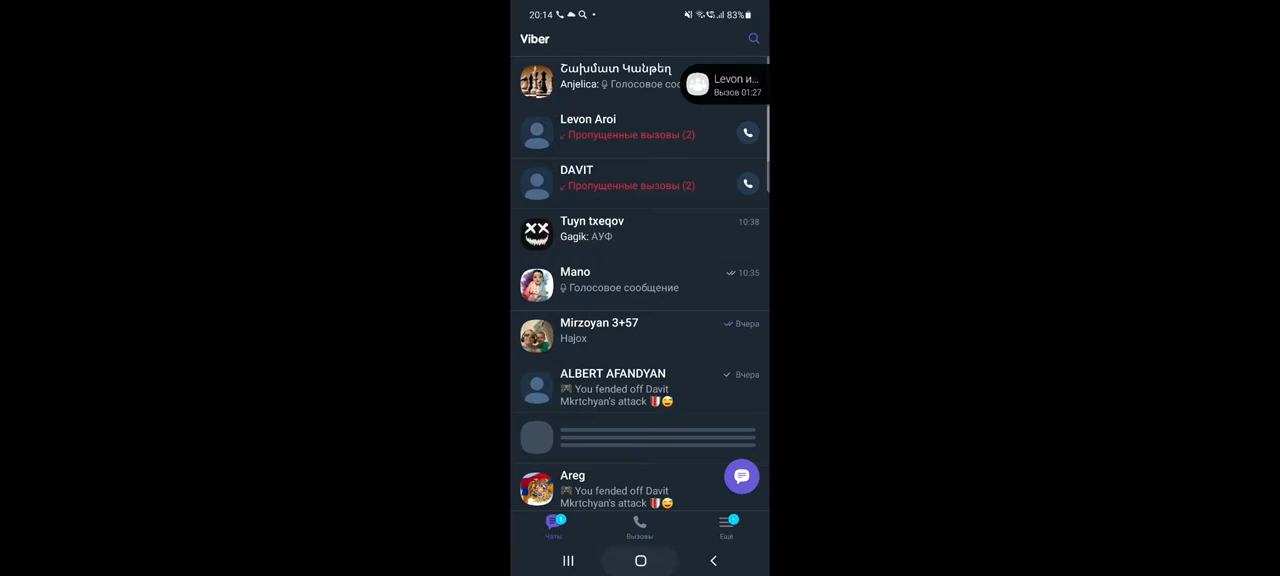 20:14
83%
Viber
Շախմատ Կանթեղ
Anjelica: Голосовое соо
Levon и...
Вызов 01:27
Levon Aroi
Пропущенные вызовы (2)
DAVIT
Пропущенные вызовы (2)
Tuyn txeqov
10:38
Gagik: АУФ
Mano
10:35
Голосовое сообщение
Mirzoyan 3+57
Вчера
Hajox
ALBERT AFANDYAN
Вчера
🎮 You fended off Davit
Mkrtchyan's attack 🥤😅
Areg
🎮 You fended off Davit
Mkrtchyan's attack 🥤😅
Чаты
Вызовы
Ещё